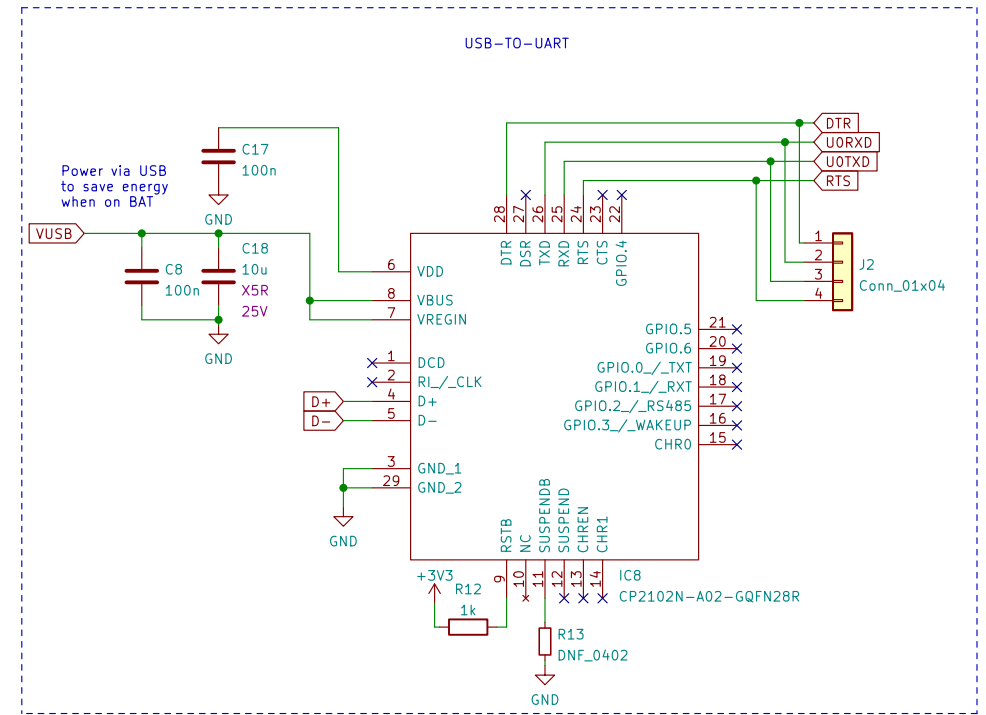 USB-TO-UART
DTR
U0RXD
U0TXD
RTS
C17
100n
GND
Power via USB
to save energy
when on BAT
VUSB
C8
100n
C18
10u
X5R
25V
GND
28
27
26
25
24
23
22
DTR
DSR
TXD
RXD
RTS
CTS
GPIO.4
1
2
3
4
J2
Conn_01x04
6
VDD
8
VBUS
7
VREGIN
1
DCD
2
RI_/_CLK
D+
4
D+
D-
5
D-
3
GND_1
29
GND_2
GND
GPIO.5
21
GPIO.6
20
GPIO.0_/_TXT
19
GPIO.1_/_RXT
18
GPIO.2_/_RS485
17
GPIO.3_/_WAKEUP
16
CHR0
15
RSTB
NC
SUSPENDB
SUSPEND
CHREN
CHR1
9
10
11
12
13
14
IC8
CP2102N-A02-GQFN28R
+3V3
R12
1k
R13
DNF_0402
GND